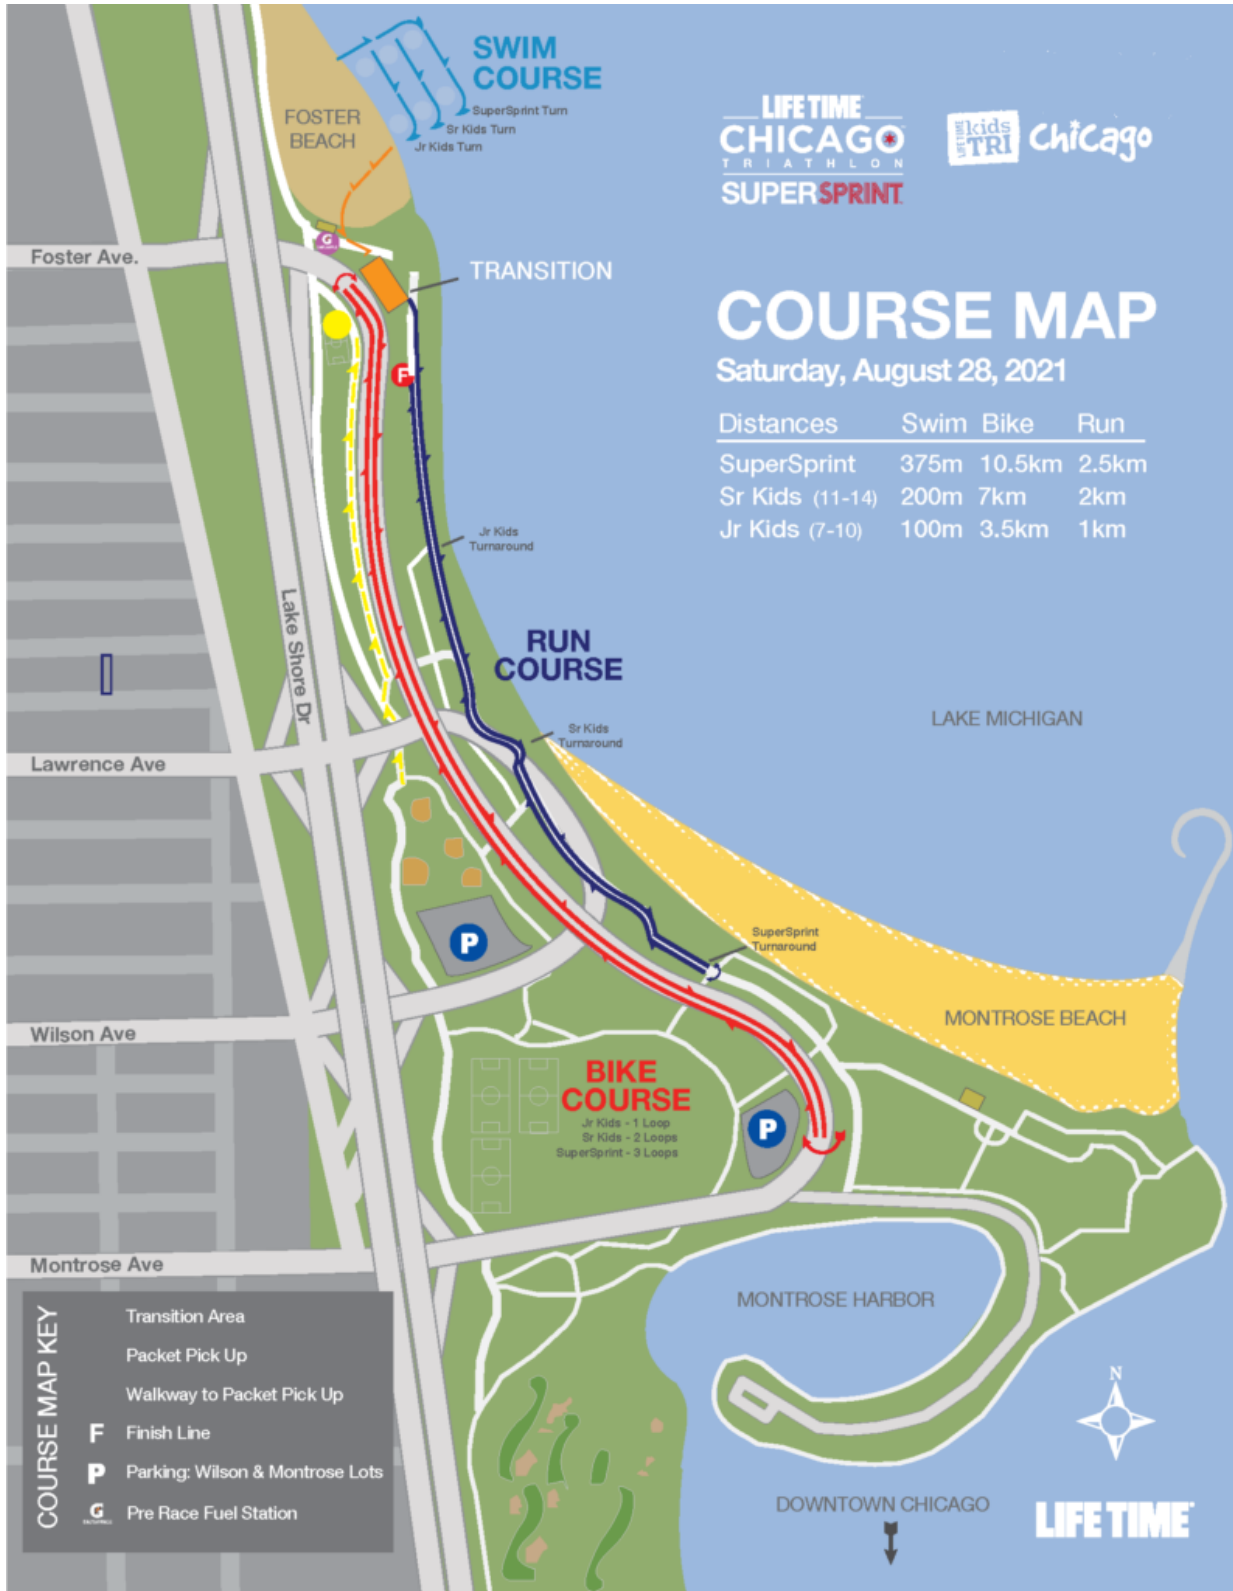 SWIM
COURSE
FOSTER
BEACH
SuperSprint Turn
Sr Kids Turn
Jr Kids Turn
LIFE TIME
CHICAGO
TRIATHLON
SUPERSPRINT
LIFE TIME
kids
TRI
Chicago
Foster Ave.
G
TRANSITION
COURSE MAP
Saturday, August 28, 2021
Distances Swim Bike Run
SuperSprint 375m 10.5km 2.5km
Sr Kids (11-14) 200m 7km 2km
Jr Kids (7-10) 100m 3.5km 1km
F
Jr Kids
Turnaround
Lake Shore Dr
RUN
COURSE
LAKE MICHIGAN
Sr Kids
Turnaround
Lawrence Ave
P
SuperSprint
Turnaround
MONTROSE BEACH
Wilson Ave
BIKE
COURSE
Jr Kids - 1 Loop
Sr Kids - 2 Loops
SuperSprint - 3 Loops
P
Montrose Ave
MONTROSE HARBOR
COURSE MAP KEY
Transition Area
Packet Pick Up
Walkway to Packet Pick Up
F Finish Line
P Parking: Wilson & Montrose Lots
G Pre Race Fuel Station
N
DOWNTOWN CHICAGO
LIFE TIME